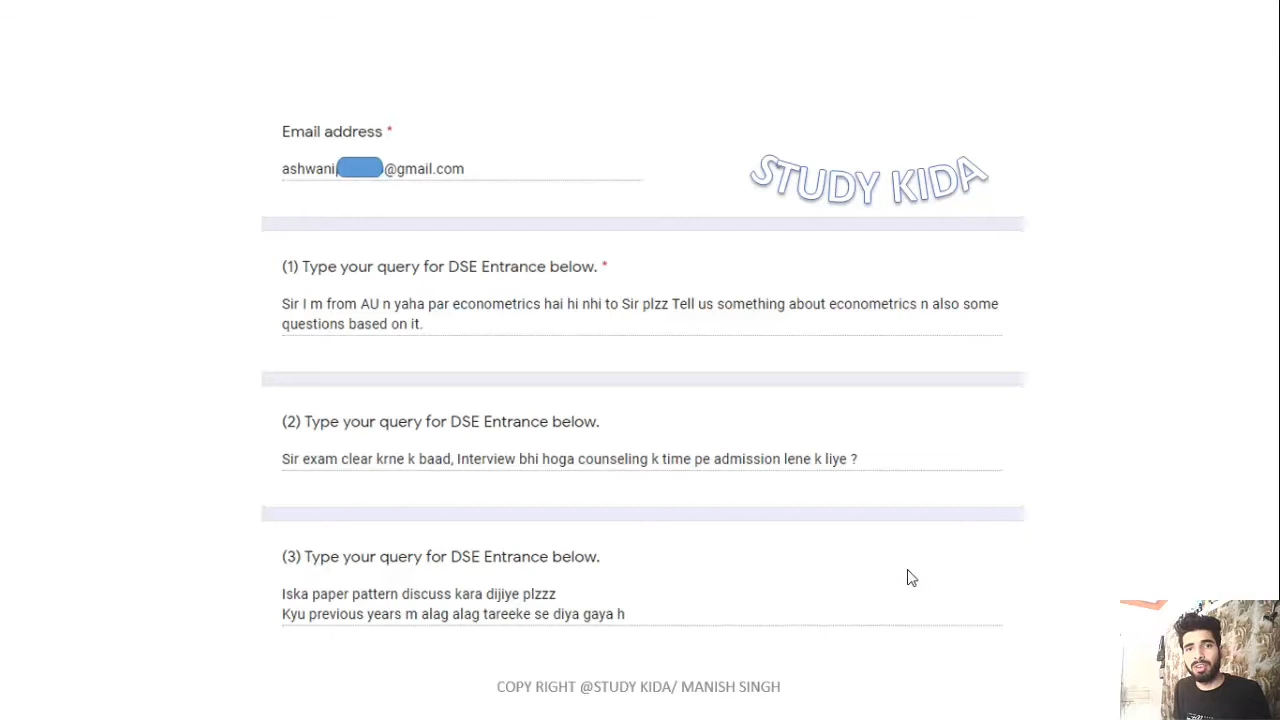 Email address *
ashwani @gmail.com
STUDY KIDA
(1) Type your query for DSE Entrance below. *
Sir I m from AU n yaha par econometrics hai hi nhi to Sir plzz Tell us something about econometrics n also some
questions based on it.
(2) Type your query for DSE Entrance below.
Sir exam clear krne k baad, Interview bhi hoga counseling k time pe admission lene k liye ?
(3) Type your query for DSE Entrance below.
Iska paper pattern discuss kara dijiye plzzz
Kyu previous years m alag alag tareeke se diya gaya h
COPY RIGHT @STUDY KIDA/ MANISH SINGH